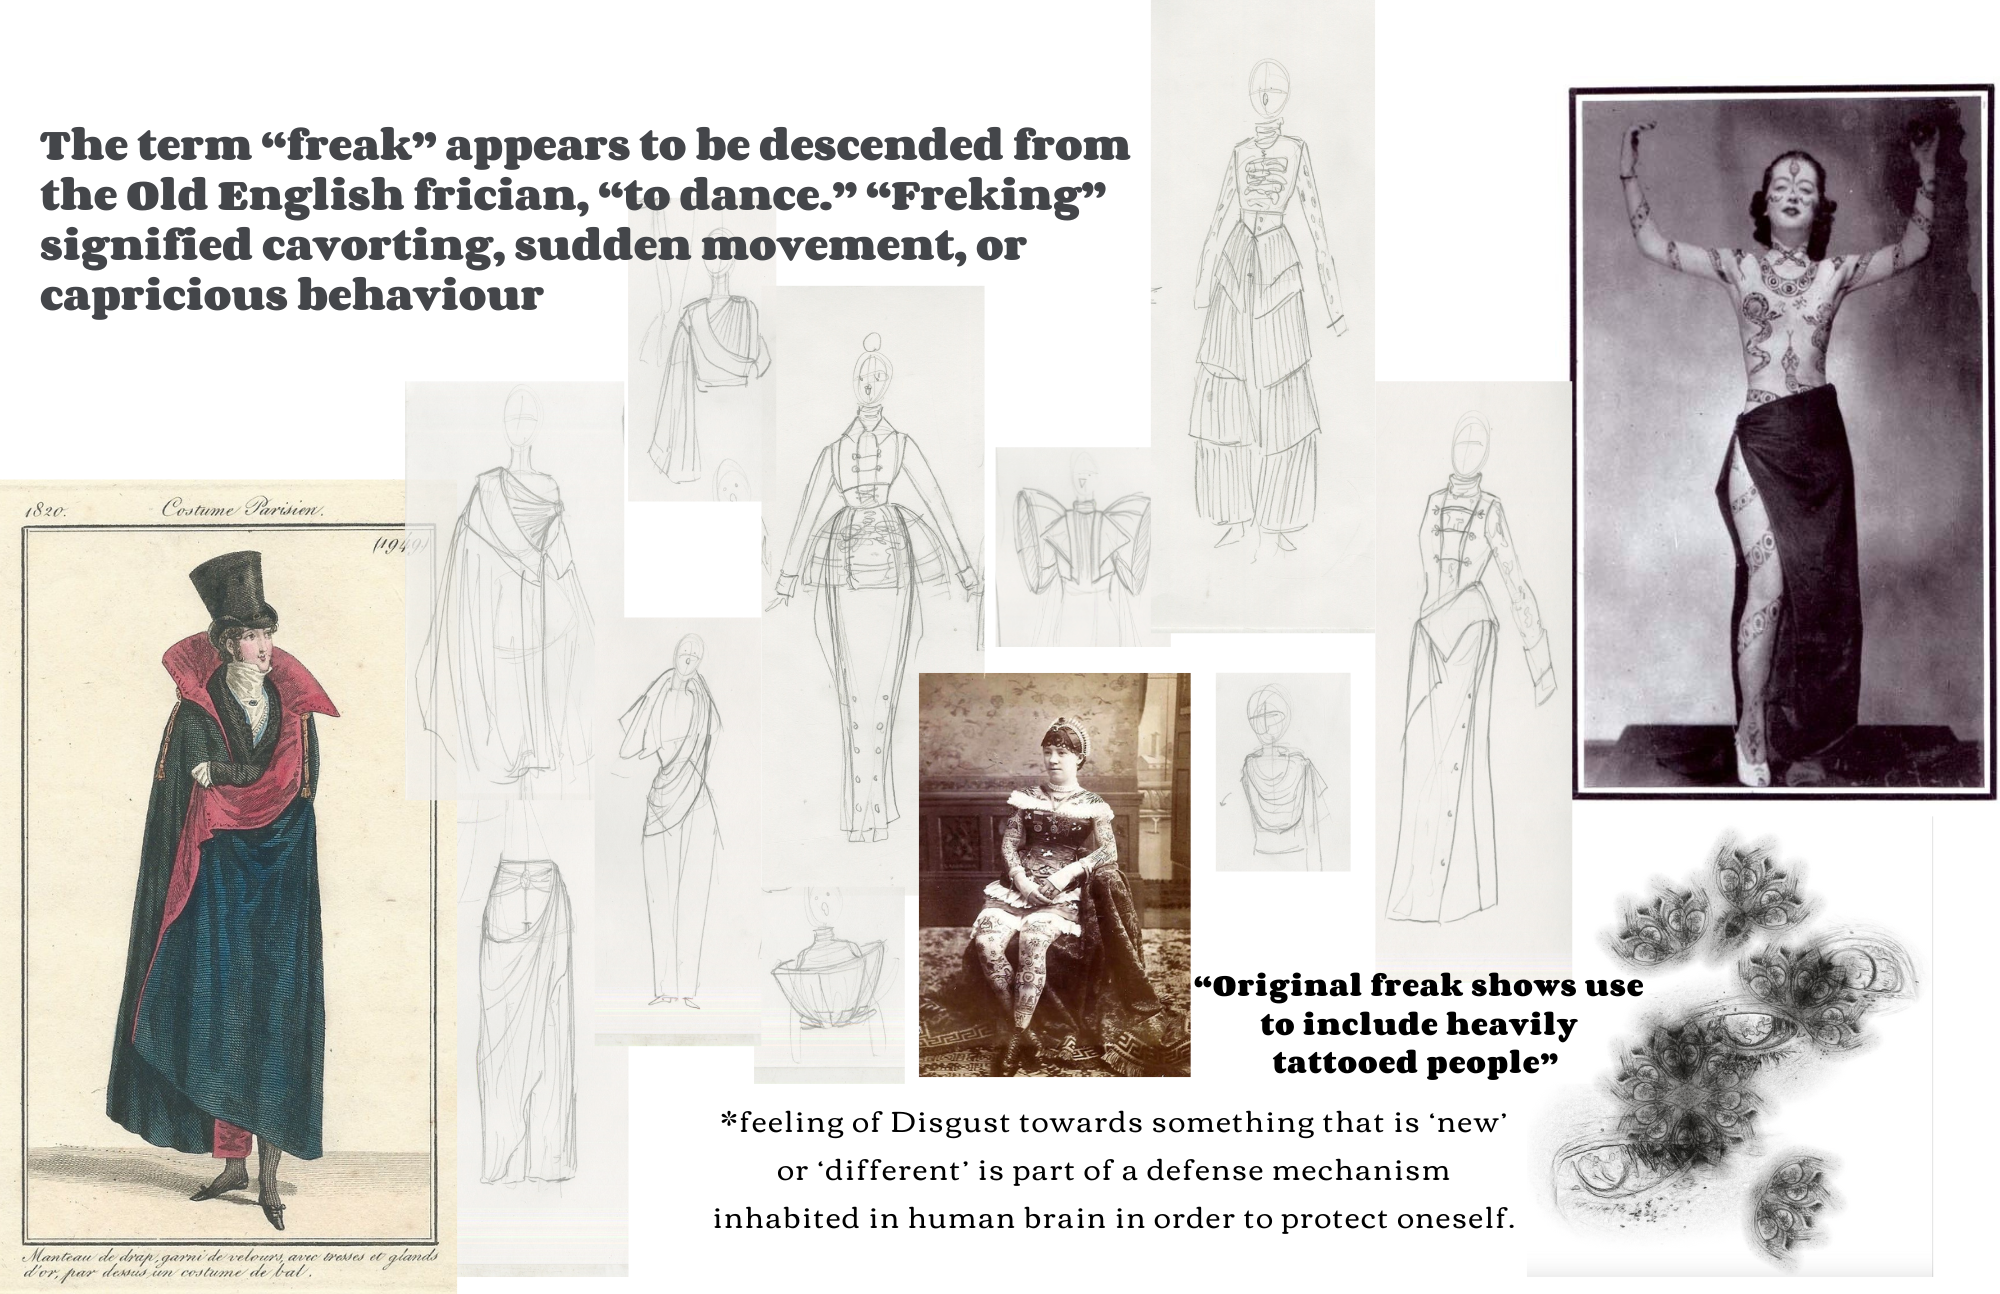 The term “freak” appears to be descended from
the Old English frician, “to dance.” “Freking”
signified cavorting, sudden movement, or
capricious behaviour
1820.
Costume Parisien.
(1949)
Manteau de drap, garni de velours, avec tresses et glands
d'or, par dessus un costume de bal.
“Original freak shows use
to include heavily
tattooed people”
*feeling of Disgust towards something that is ‘new’
or ‘different’ is part of a defense mechanism
inhabited in human brain in order to protect oneself.